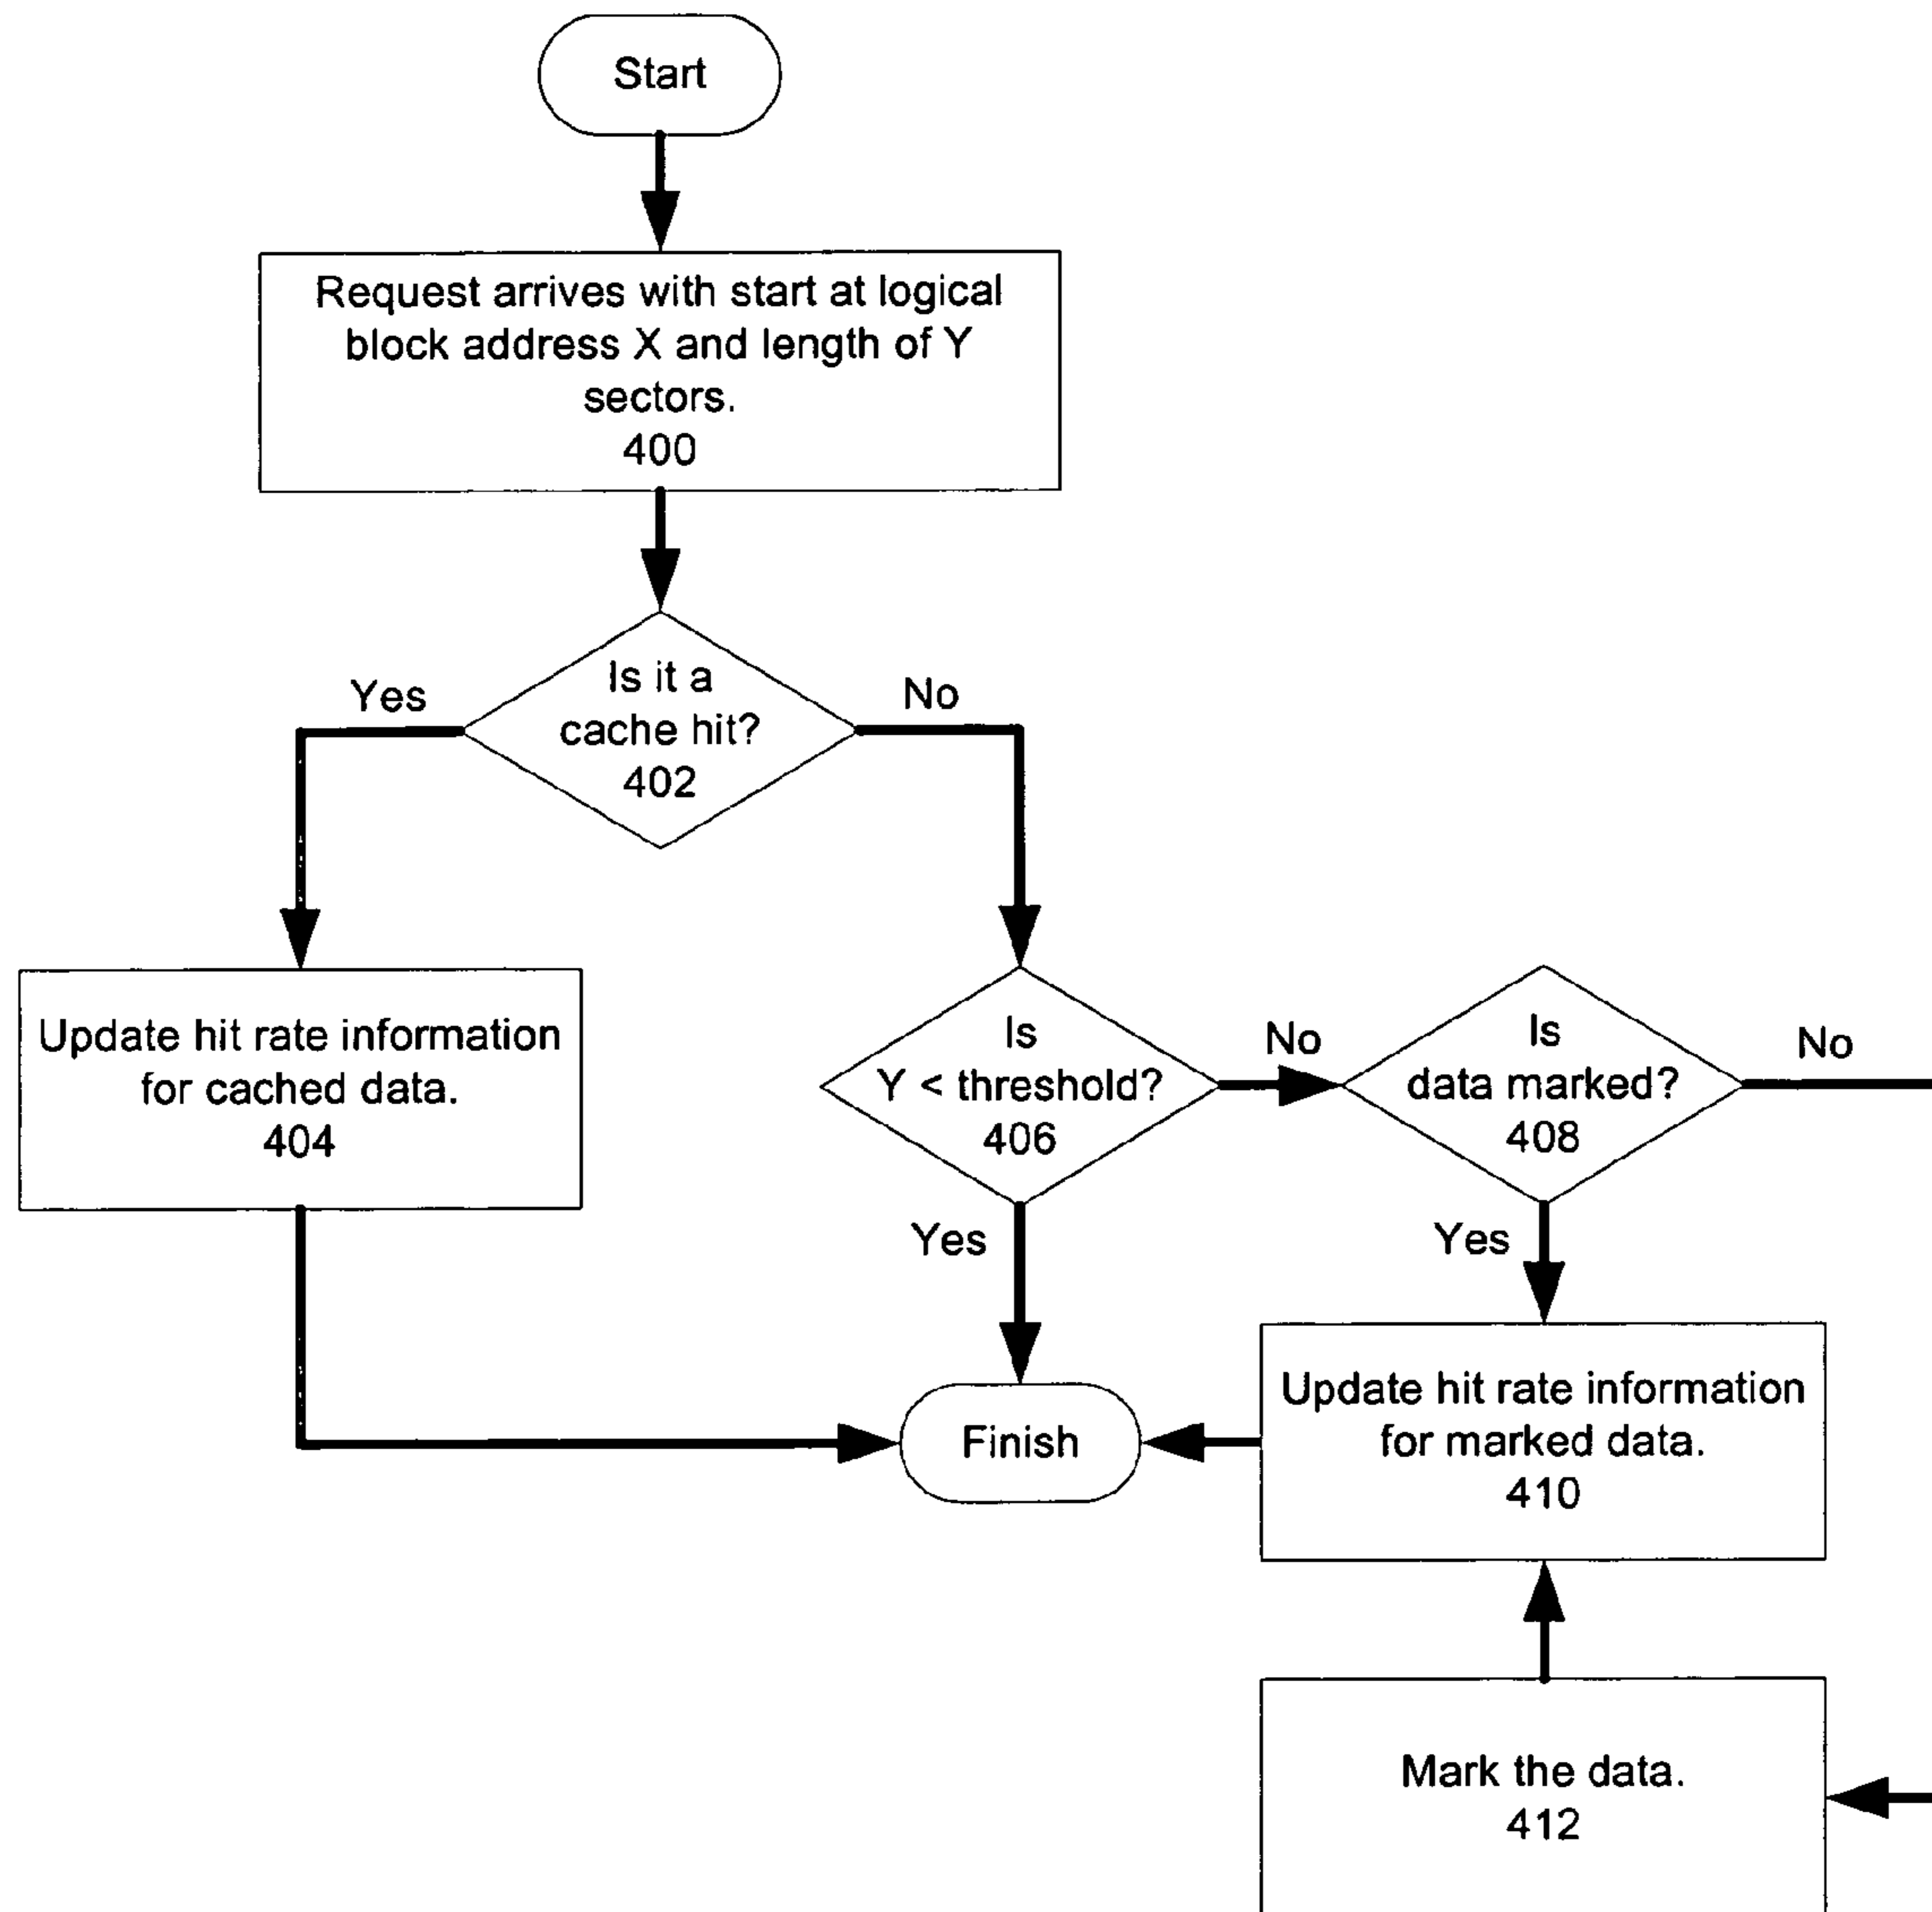 Start
Request arrives with start at logical
block address X and length of Y
sectors.
400
Is it a
cache hit?
402
Yes
No
Update hit rate information
for cached data.
404
Is
Y < threshold?
406
No
Is
data marked?
408
No
Yes
Yes
Finish
Update hit rate information
for marked data.
410
Mark the data.
412